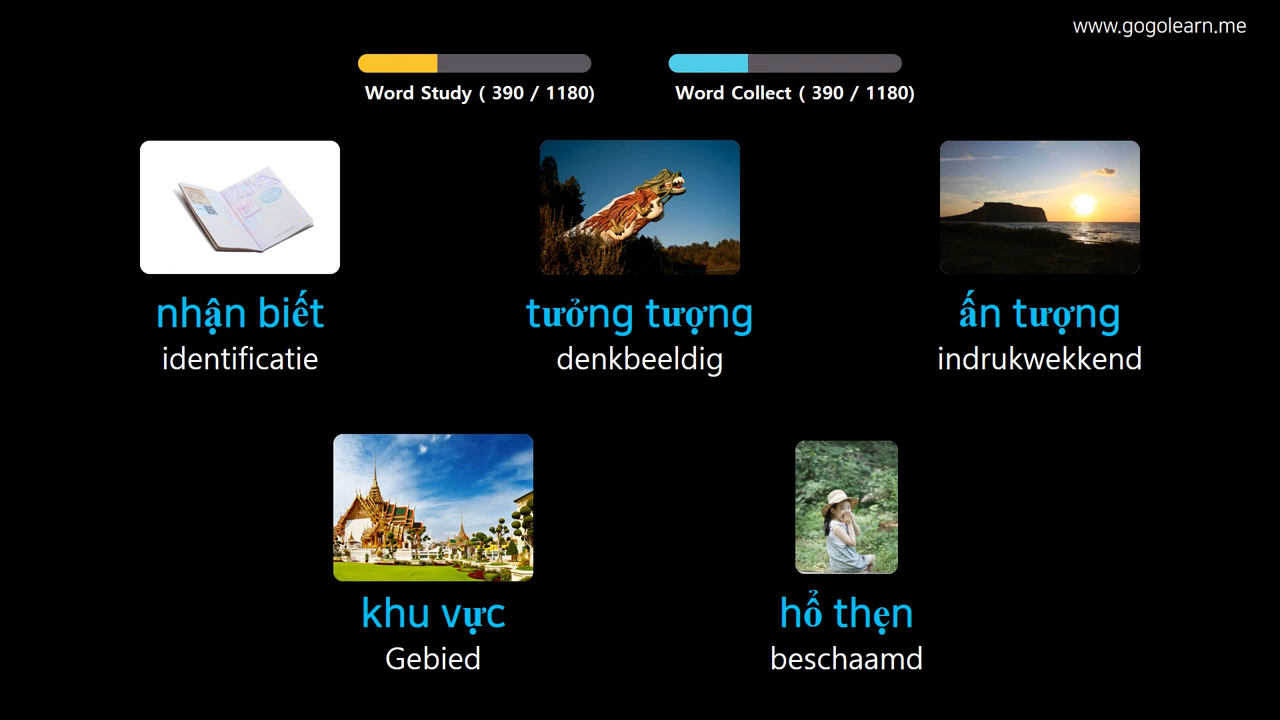 www.gogolearn.me
Word Study ( 390 / 1180)
Word Collect ( 390 / 1180)
nhận biết
identificatie
tưởng tượng
denkbeeldig
ấn tượng
indrukwekkend
khu vực
Gebied
hổ thẹn
beschaamd